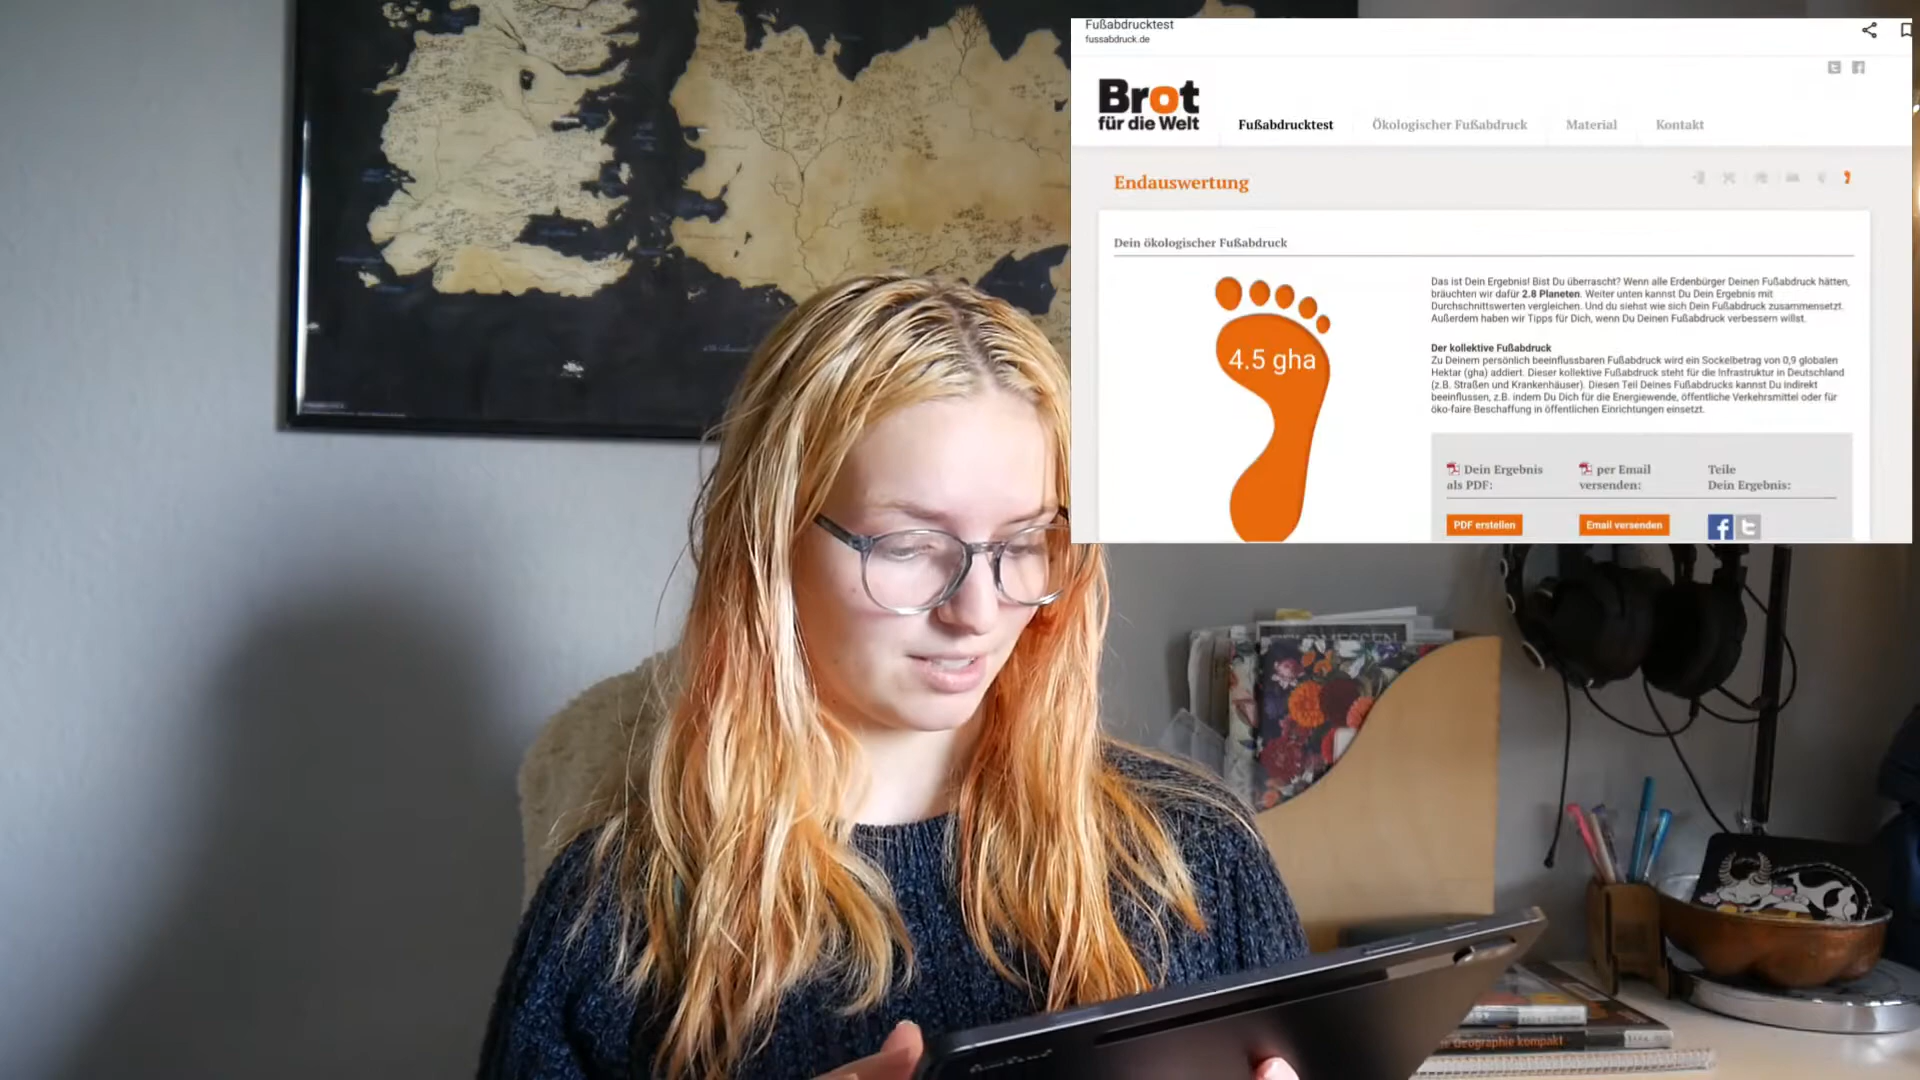 Fußabdrucktest
fussabdruck.de
Brot
für die Welt
Fußabdrucktest
Ökologischer Fußabdruck
Material
Kontakt
Endauswertung
Dein ökologischer Fußabdruck
4.5 gha
Das ist Dein Ergebnis! Bist Du überrascht? Wenn alle Erdenbürger Deinen Fußabdruck hätten,
bräuchten wir dafür 2.8 Planeten. Weiter unten kannst Du Dein Ergebnis mit
Durchschnittswerten vergleichen. Und du siehst wie sich Dein Fußabdruck zusammensetzt.
Außerdem haben wir Tipps für Dich, wenn Du Deinen Fußabdruck verbessern willst.
Der kollektive Fußabdruck
Zu Deinem persönlich beeinflussbaren Fußabdruck wird ein Sockelbetrag von 0,9 globalen
Hektar (gha) addiert. Dieser kollektive Fußabdruck steht für die Infrastruktur in Deutschland
(z.B. Straßen und Krankenhäuser). Diesen Teil Deines Fußabdrucks kannst Du indirekt
beeinflussen, z.B. indem Du Dich für die Energiewende, öffentliche Verkehrsmittel oder für
öko-faire Beschaffung in öffentlichen Einrichtungen einsetzt.
Dein Ergebnis
als PDF:
per Email
versenden:
Teile
Dein Ergebnis:
PDF erstellen
Email versenden
Geographie kompakt